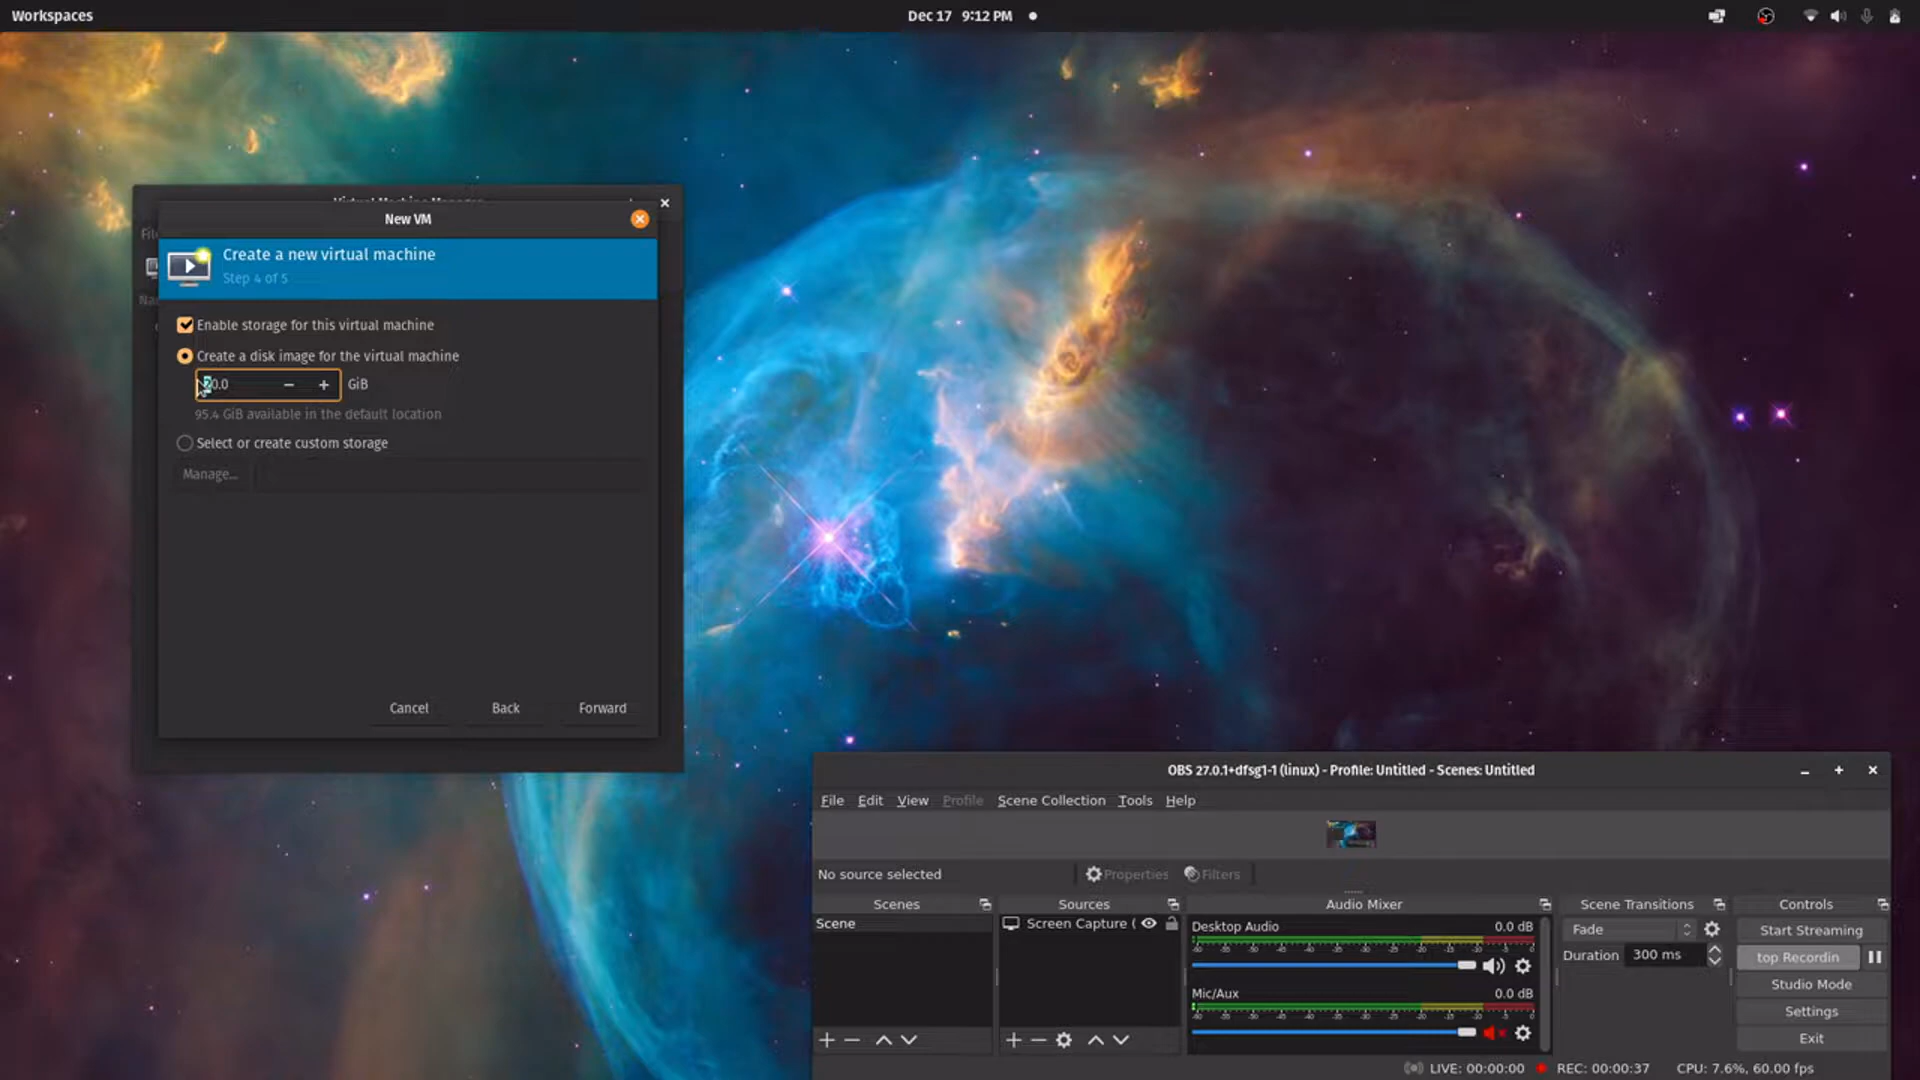 Workspaces
Dec 17 9:12 PM
New VM
Create a new virtual machine
Step 4 of 5
Enable storage for this virtual machine
Create a disk image for the virtual machine
20.0 − + GiB
95.4 GiB available in the default location
Select or create custom storage
Manage...
Cancel Back Forward
OBS 27.0.1+dfsg1-1 (linux) - Profile: Untitled - Scenes: Untitled
File Edit View Profile Scene Collection Tools Help
No source selected Properties Filters
Scenes Sources Audio Mixer Scene Transitions Controls
Scene
Screen Capture (
Desktop Audio 0.0 dB
Mic/Aux 0.0 dB
Fade
Duration 300 ms
Start Streaming
top Recordin
Studio Mode
Settings
Exit
LIVE: 00:00:00 REC: 00:00:37 CPU: 7.6%, 60.00 fps